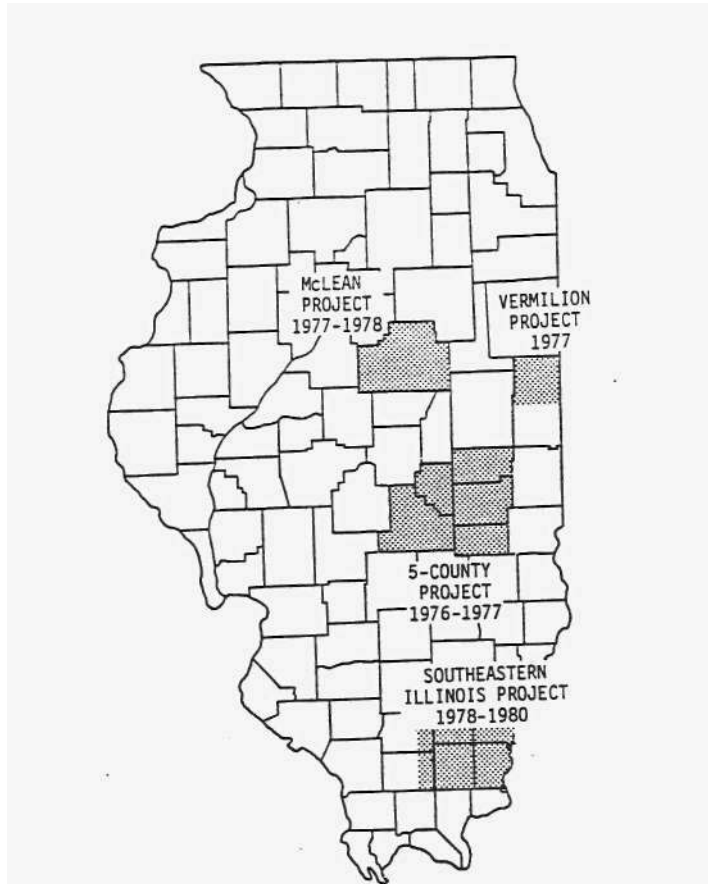 McLEAN
PROJECT
1977-1978
VERMILION
PROJECT
1977
5-COUNTY
PROJECT
1976-1977
SOUTHEASTERN
ILLINOIS PROJECT
1978-1980